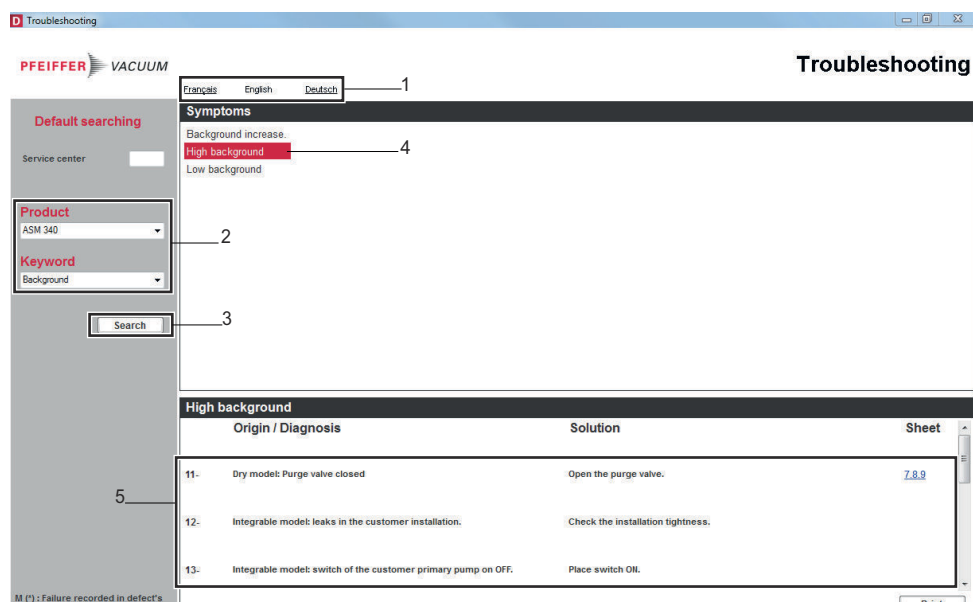 D Troubleshooting
PFEIFFER VACUUM
Troubleshooting
Français English Deutsch
1
Default searching
Service center
Product
ASM 340
Keyword
Background
2
Search
3
Symptoms
Background increase.
High background
4
Low background
High background
Origin / Diagnosis Solution Sheet
11- Dry model: Purge valve closed Open the purge valve. 7.8.9
5
12- Integrable model: leaks in the customer installation. Check the installation tightness.
13- Integrable model: switch of the customer primary pump on OFF. Place switch ON.
M (*) : Failure recorded in defect's